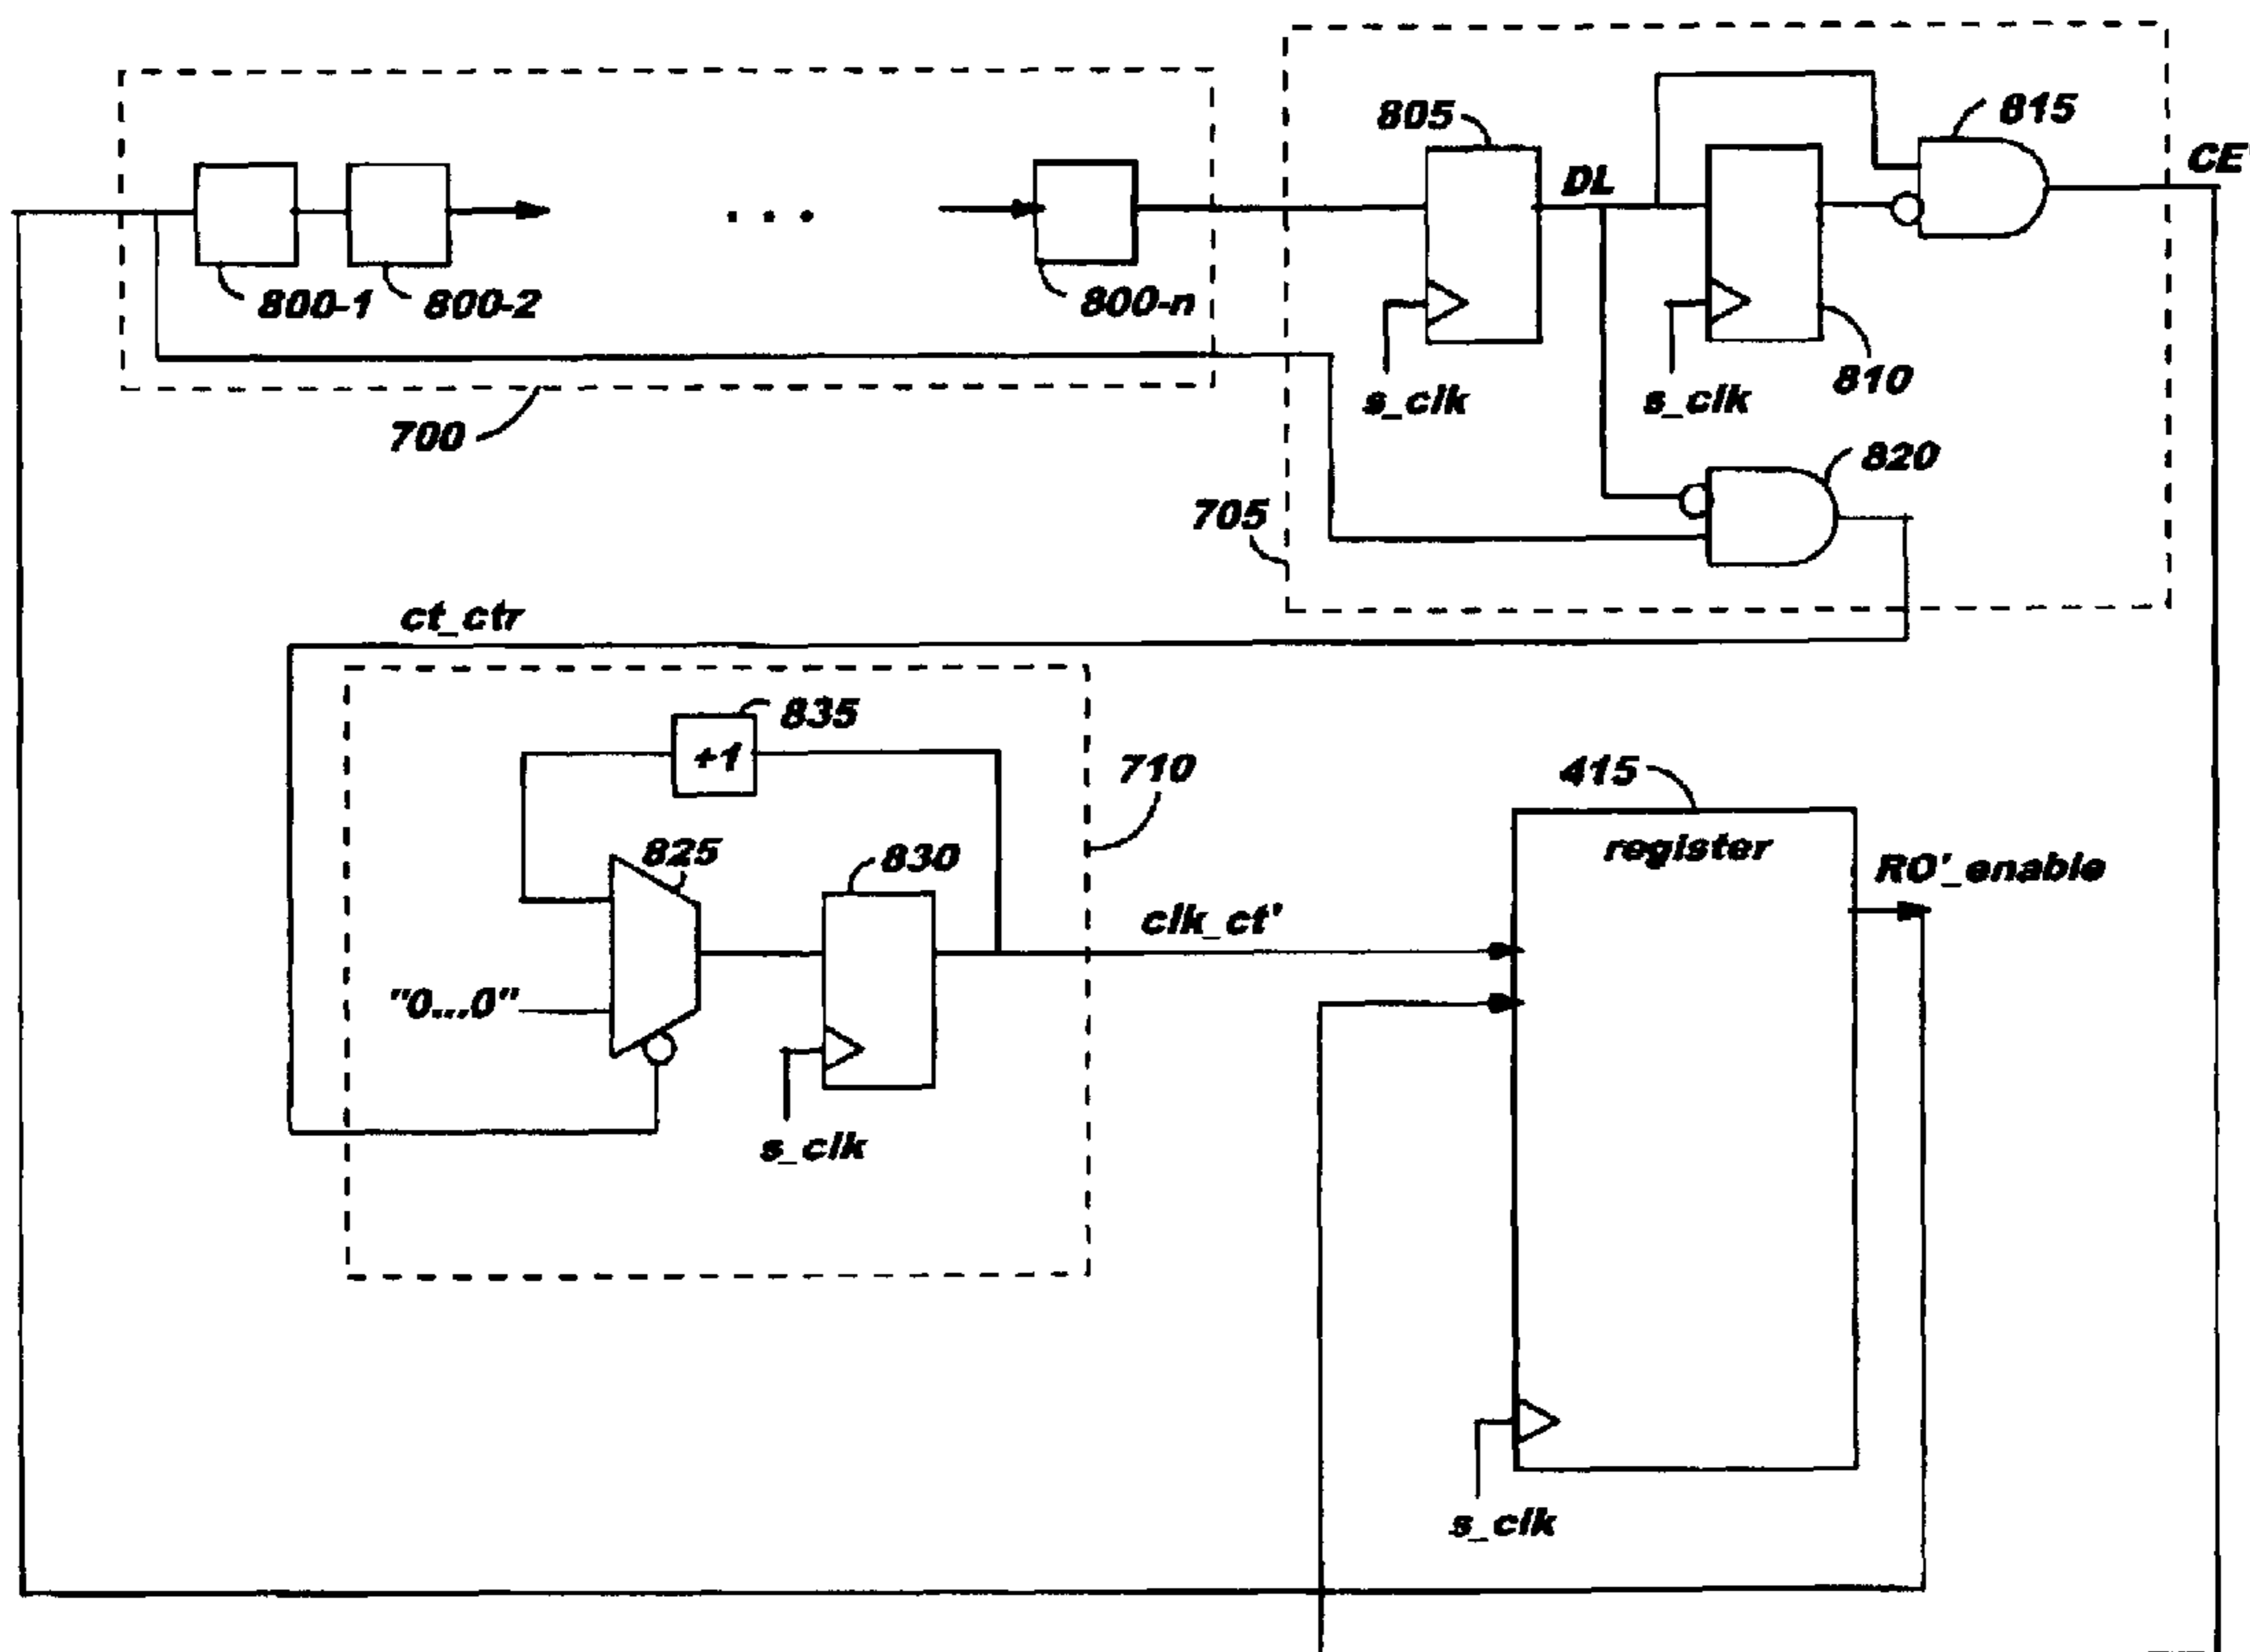 815
805
CE'
DL
800-1
800-2
800-n
810
s_clk
s_clk
700
820
705
ct_ctr
835
+1
710
415
825
830
register
RO'_enable
clk_ct'
"0...0"
s_clk
s_clk